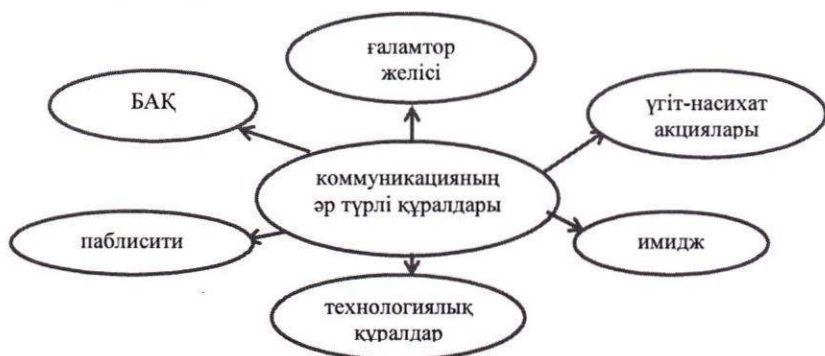 ғаламтор
желісі
БАҚ
үгіт-насихат
акциялары
коммуникацияның
әр түрлі құралдары
паблисити
имидж
технологиялық
құралдар